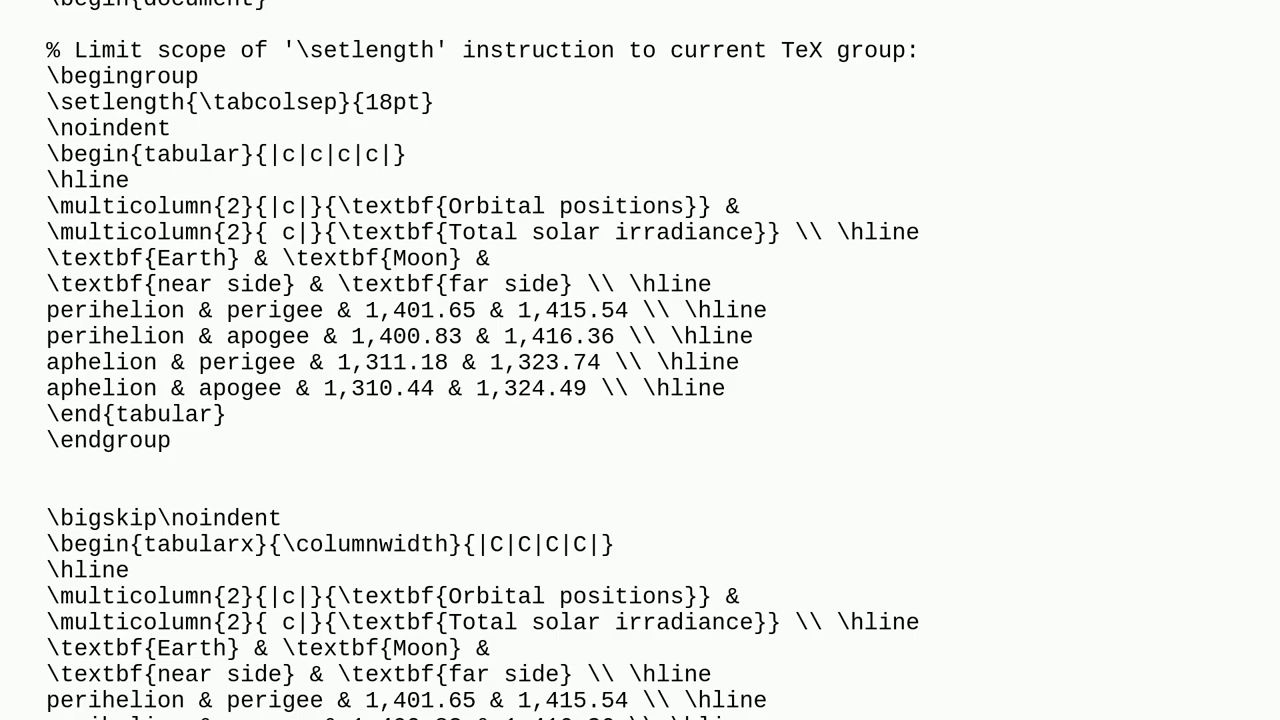 \begin{document}
% Limit scope of '\setlength' instruction to current TeX group:
\begingroup
\setlength{\tabcolsep}{18pt}
\noindent
\begin{tabular}{|c|c|c|c|}
\hline
\multicolumn{2}{|c|}{\textbf{Orbital positions}} &
\multicolumn{2}{ c|}{\textbf{Total solar irradiance}} \\ \hline
\textbf{Earth} & \textbf{Moon} &
\textbf{near side} & \textbf{far side} \\ \hline
perihelion & perigee & 1,401.65 & 1,415.54 \\ \hline
perihelion & apogee & 1,400.83 & 1,416.36 \\ \hline
aphelion & perigee & 1,311.18 & 1,323.74 \\ \hline
aphelion & apogee & 1,310.44 & 1,324.49 \\ \hline
\end{tabular}
\endgroup
\bigskip\noindent
\begin{tabularx}{\columnwidth}{|C|C|C|C|}
\hline
\multicolumn{2}{|c|}{\textbf{Orbital positions}} &
\multicolumn{2}{ c|}{\textbf{Total solar irradiance}} \\ \hline
\textbf{Earth} & \textbf{Moon} &
\textbf{near side} & \textbf{far side} \\ \hline
perihelion & perigee & 1,401.65 & 1,415.54 \\ \hline